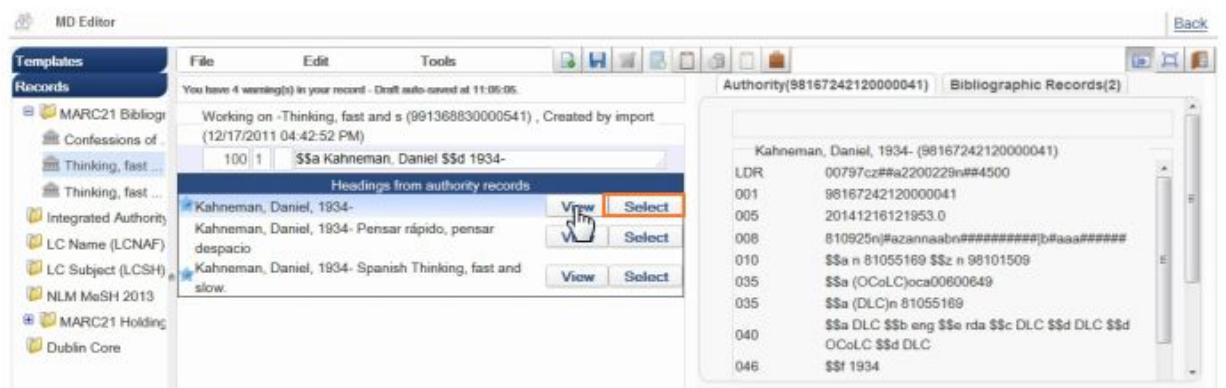 MD Editor
Back
Templates
Records
MARC21 Bibliogr
Confessions of .
Thinking, fast ...
Thinking, fast ...
Integrated Authority
LC Name (LCNAF)
LC Subject (LCSH)
NLM MeSH 2013
MARC21 Holding
Dublin Core
File Edit Tools
You have 4 warning(s) in your record - Draft auto-saved at 11:05:05.
Working on -Thinking, fast and s (991368830000541) , Created by import
(12/17/2011 04:42:52 PM)
100 1 $$a Kahneman, Daniel $$d 1934-
Headings from authority records
Kahneman, Daniel, 1934- View Select
Kahneman, Daniel, 1934- Pensar rápido, pensar
despacio View Select
Kahneman, Daniel, 1934- Spanish Thinking, fast and
slow. View Select
Authority(98167242120000041) Bibliographic Records(2)
Kahneman, Daniel, 1934- (98167242120000041)
LDR 00797cz##a2200229n##4500
001 98167242120000041
005 20141216121953.0
008 810925n|#azannaabn##########|b#aaa######
010 $$a n 81055169 $$z n 98101509
035 $$a (OCoLC)oca00600649
035 $$a (DLC)n 81055169
040 $$a DLC $$b eng $$e rda $$c DLC $$d DLC $$d
OCoLC $$d DLC
046 $$f 1934